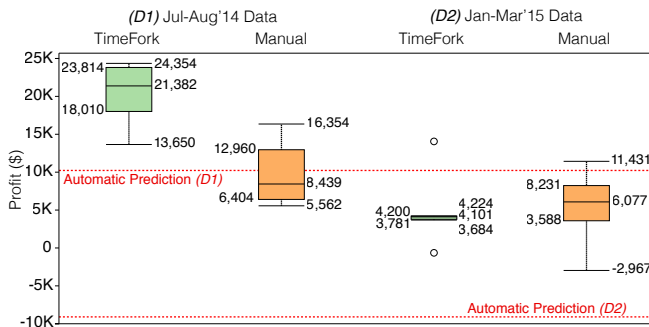 (D1) Jul-Aug'14 Data (D2) Jan-Mar'15 Data
TimeFork Manual TimeFork Manual
Profit ($)
25K
20K
15K
10K
5K
0
-5K
-10K
23,814 24,354
21,382
18,010
13,650
16,354
12,960
8,439
6,404
5,562
4,200 4,224
4,101
3,781
3,684
11,431
8,231
6,077
3,588
-2,967
Automatic Prediction (D1)
Automatic Prediction (D2)